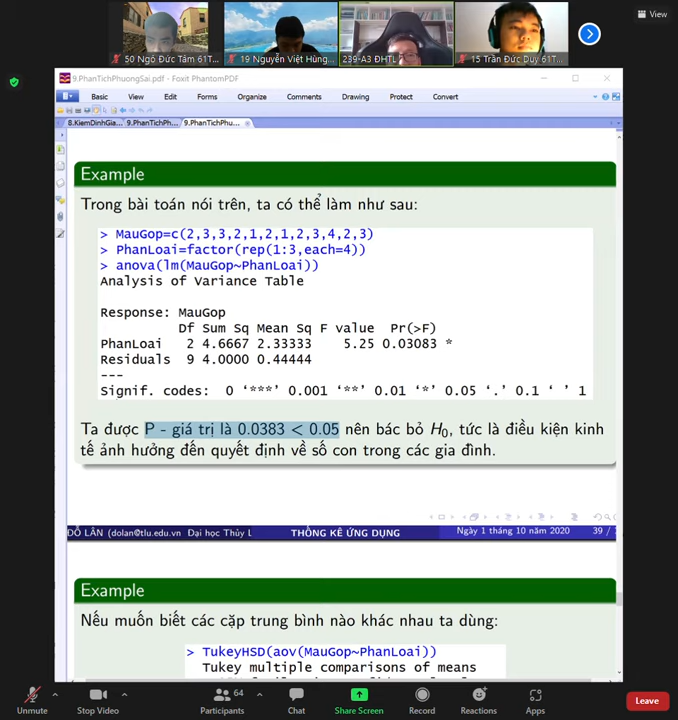 View
50 Ngô Đức Tâm 61T...
19 Nguyễn Việt Hùng...
239-A3 ĐHTL
15 Trần Đức Duy 61T...
9.PhanTichPhuongSai.pdf - Foxit PhantomPDF
Basic View Edit Forms Organize Comments Drawing Protect Convert
8.KiemDinhGia... 9.PhanTichPh... 9.PhanTichPhu...
Example
Trong bài toán nói trên, ta có thể làm như sau:
> MauGop=c(2,3,3,2,1,2,1,2,3,4,2,3)
> PhanLoai=factor(rep(1:3,each=4))
> anova(lm(MauGop~PhanLoai))
Analysis of Variance Table
Response: MauGop
Df Sum Sq Mean Sq F value Pr(>F)
PhanLoai 2 4.6667 2.33333 5.25 0.03083 *
Residuals 9 4.0000 0.44444
---
Signif. codes: 0 ‘***’ 0.001 ‘**’ 0.01 ‘*’ 0.05 ‘.’ 0.1 ‘ ’ 1
Ta được P - giá trị là 0.0383 < 0.05 nên bác bỏ H0, tức là điều kiện kinh
tế ảnh hưởng đến quyết định về số con trong các gia đình.
ĐỖ LÂN (dolan@tlu.edu.vn Đại học Thủy L THỐNG KÊ ỨNG DỤNG Ngày 1 tháng 10 năm 2020 39 /
Example
Nếu muốn biết các cặp trung bình nào khác nhau ta dùng:
> TukeyHSD(aov(MauGop~PhanLoai))
Tukey multiple comparisons of means
64
Unmute Stop Video Participants Chat Share Screen Record Reactions Apps Leave